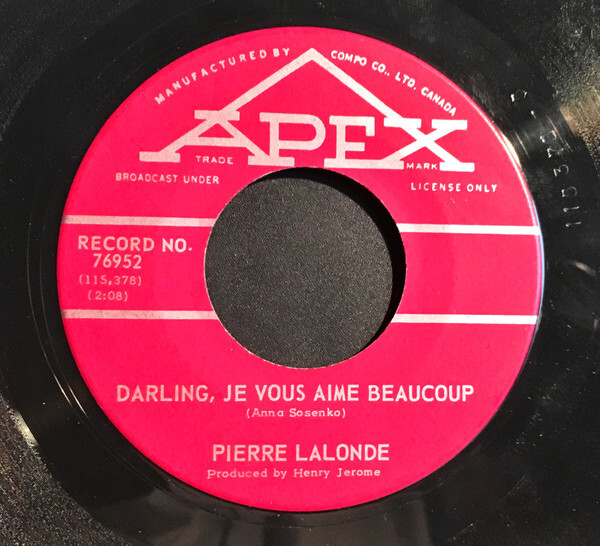 MANUFACTURED BY COMPO CO., LTD. CANADA
APEX
TRADE MARK
BROADCAST UNDER LICENSE ONLY
RECORD NO.
76952
(115,378)
(2:08)
DARLING, JE VOUS AIME BEAUCOUP
(Anna Sosenko)
PIERRE LALONDE
Produced by Henry Jerome